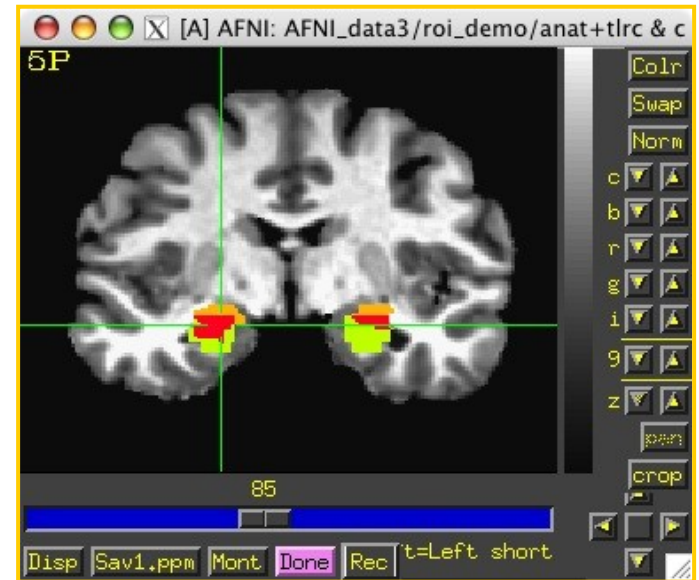 X [A] AFNI: AFNI_data3/roi_demo/anat+tlrc & c
5P
Colr
Swap
Norm
c
b
r
g
i
9
z
pan
crop
85
Disp Sav1.ppm Mont Done Rec t=Left short